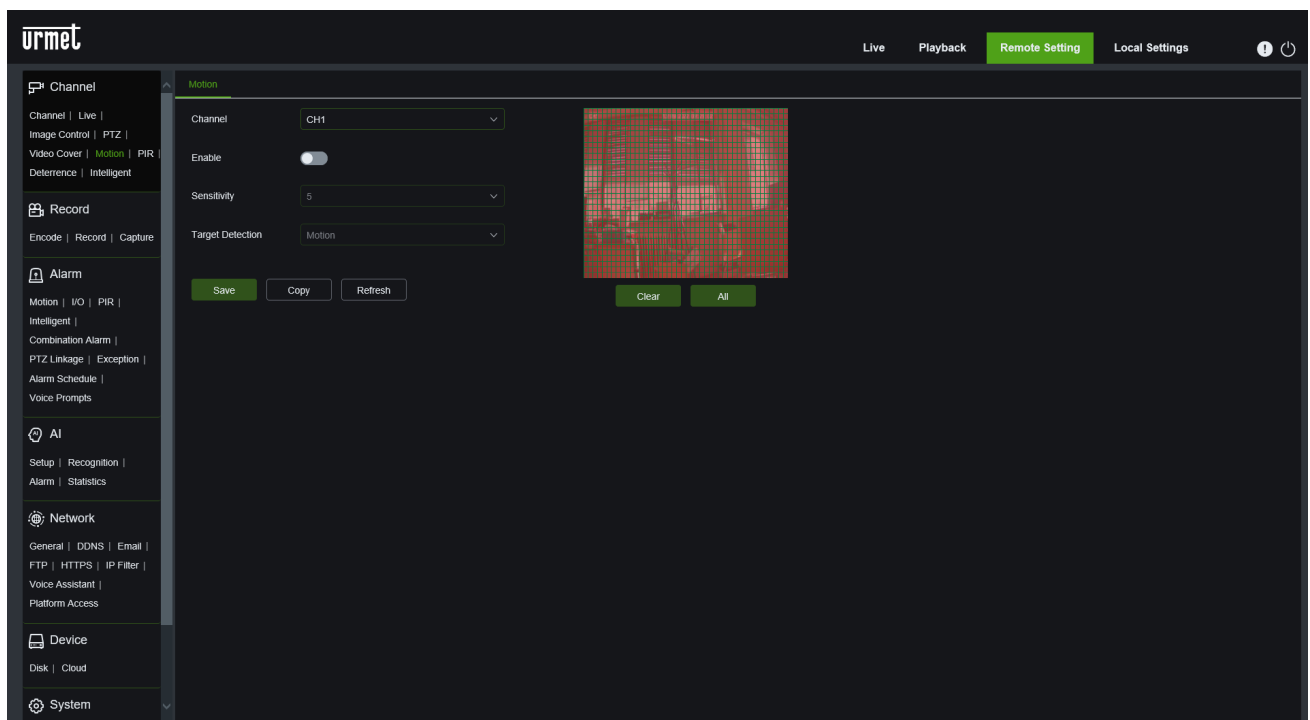 urmet
Live Playback Remote Setting Local Settings
Channel
Channel | Live |
Image Control | PTZ |
Video Cover | Motion | PIR |
Deterrence | Intelligent
Record
Encode | Record | Capture
Alarm
Motion | I/O | PIR |
Intelligent |
Combination Alarm |
PTZ Linkage | Exception |
Alarm Schedule |
Voice Prompts
AI
Setup | Recognition |
Alarm | Statistics
Network
General | DDNS | Email |
FTP | HTTPS | IP Filter |
Voice Assistant |
Platform Access
Device
Disk | Cloud
System
Motion
Channel CH1
Enable
Sensitivity 5
Target Detection Motion
Save Copy Refresh
Clear All